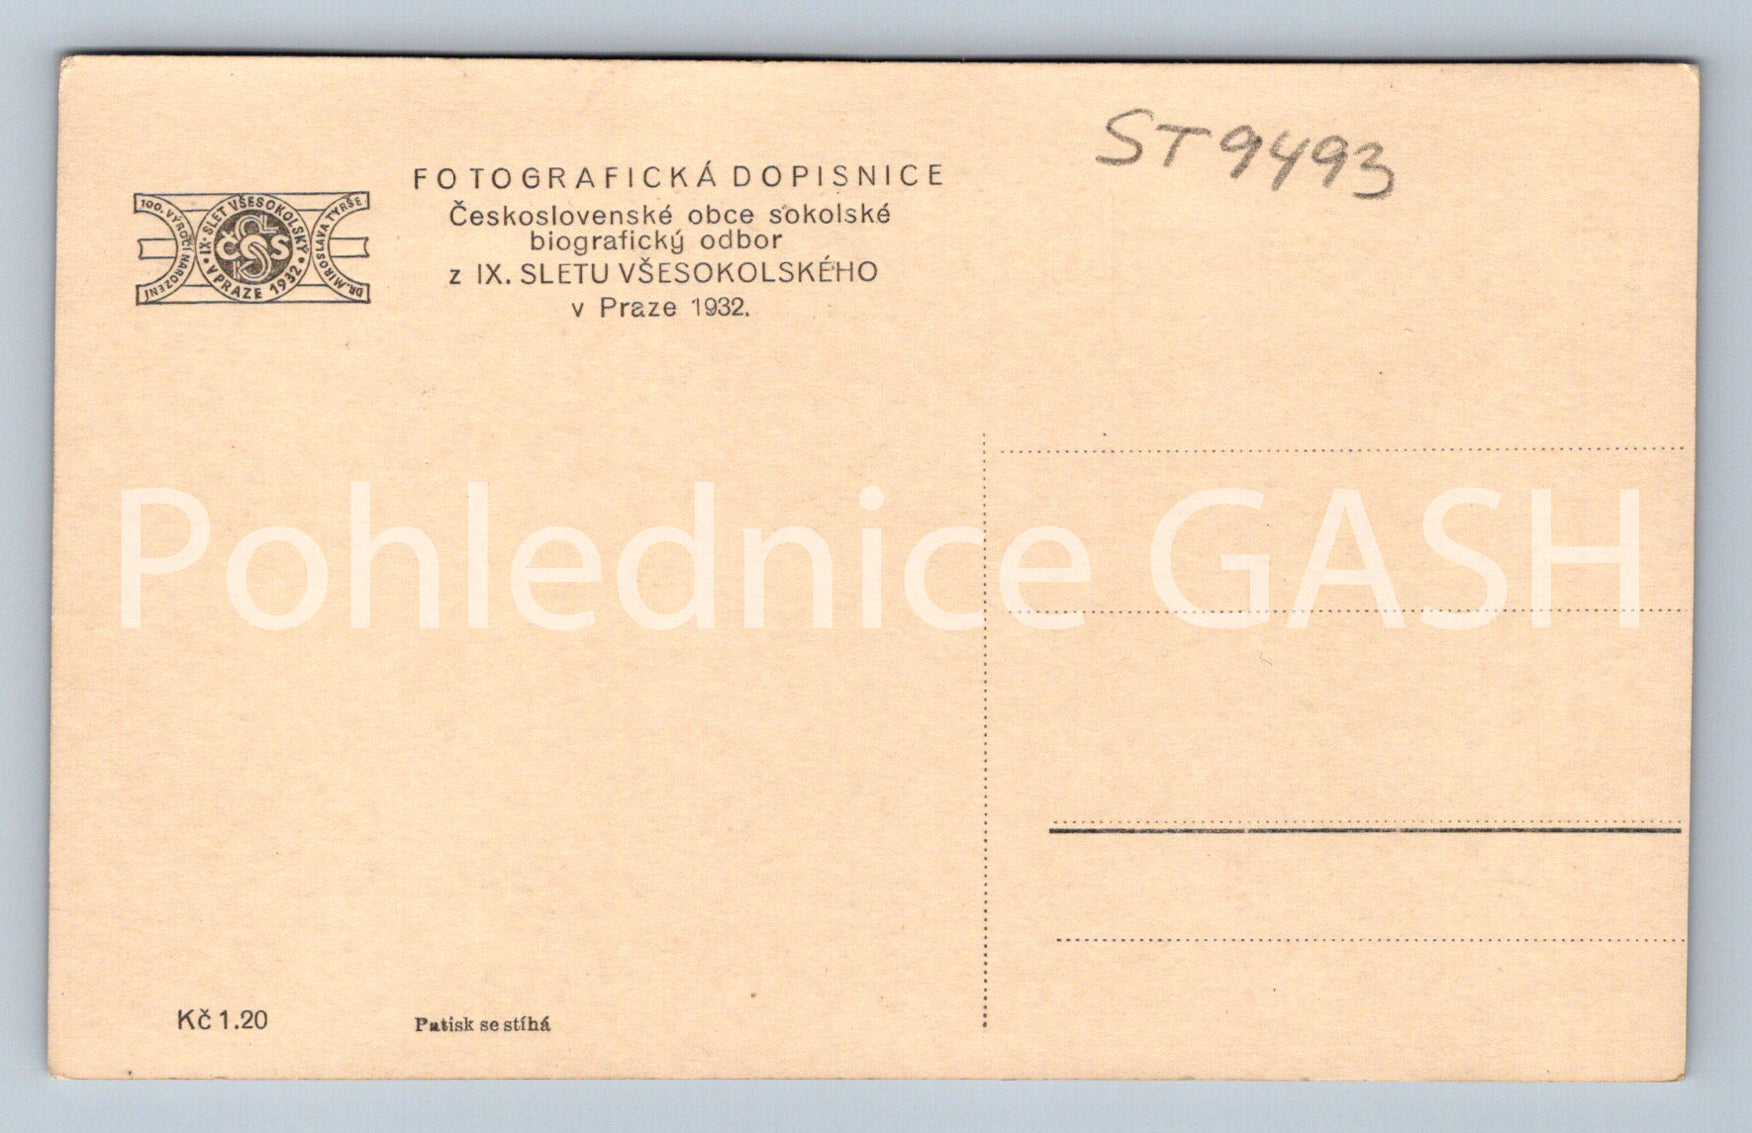 ST9493
FOTOGRAFICKÁ DOPISNICE
Československé obce sokolské
biografický odbor
z IX. SLETU VŠESOKOLSKÉHO
v Praze 1932.
100. VÝROČÍ NAROZENÍ
IX. SLET VŠESOKOLSKÝ
V PRAZE 1932
ČOS
DR. MIROSLAVA TYRŠE
Pohlednice GASH
Kč 1.20
Patisk se stíhá